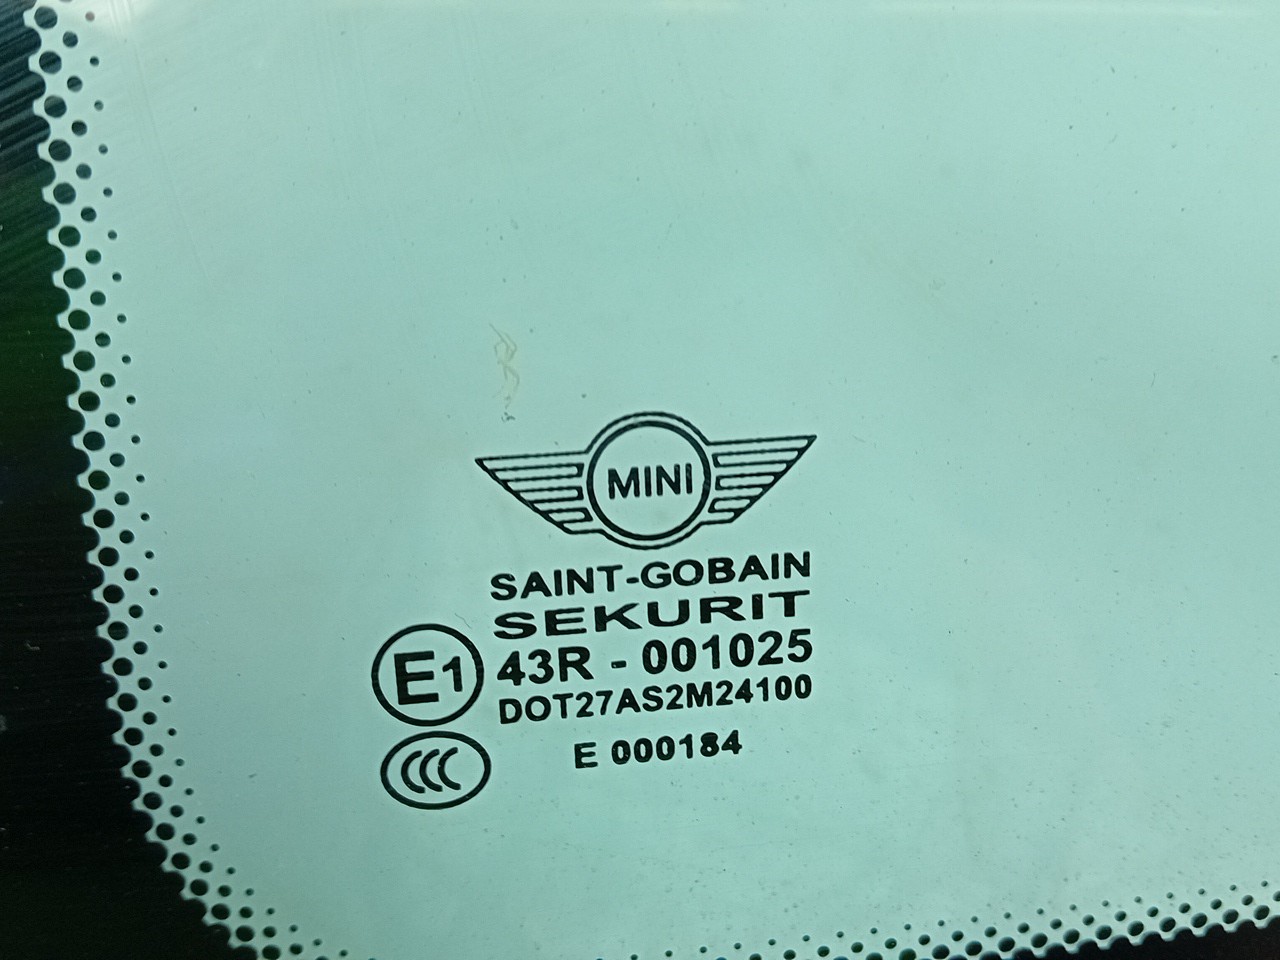 MINI
SAINT-GOBAIN
SEKURIT
E1 43R - 001025
DOT27AS2M24100
CCC E 000184